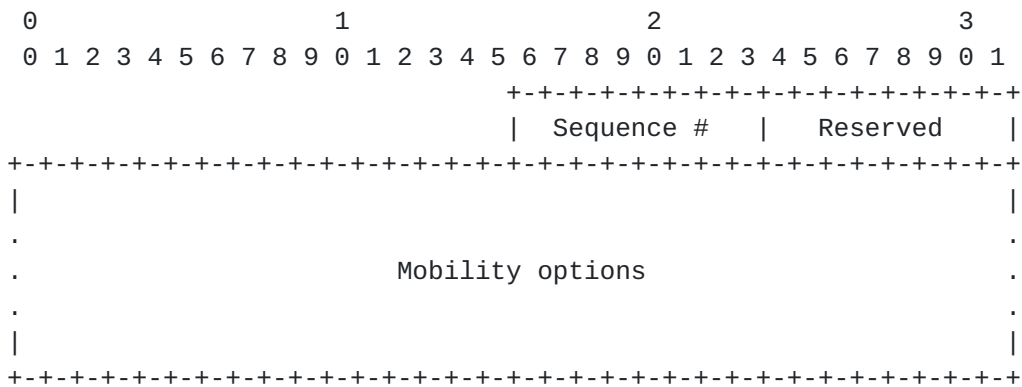 0                   1                   2                   3
 0 1 2 3 4 5 6 7 8 9 0 1 2 3 4 5 6 7 8 9 0 1 2 3 4 5 6 7 8 9 0 1
                                +-+-+-+-+-+-+-+-+-+-+-+-+-+-+-+-+
                                |  Sequence #   |   Reserved    |
+-+-+-+-+-+-+-+-+-+-+-+-+-+-+-+-+-+-+-+-+-+-+-+-+-+-+-+-+-+-+-+-+
|                                                               |
.                                                               .
.                        Mobility options                       .
.                                                               .
|                                                               |
+-+-+-+-+-+-+-+-+-+-+-+-+-+-+-+-+-+-+-+-+-+-+-+-+-+-+-+-+-+-+-+-+